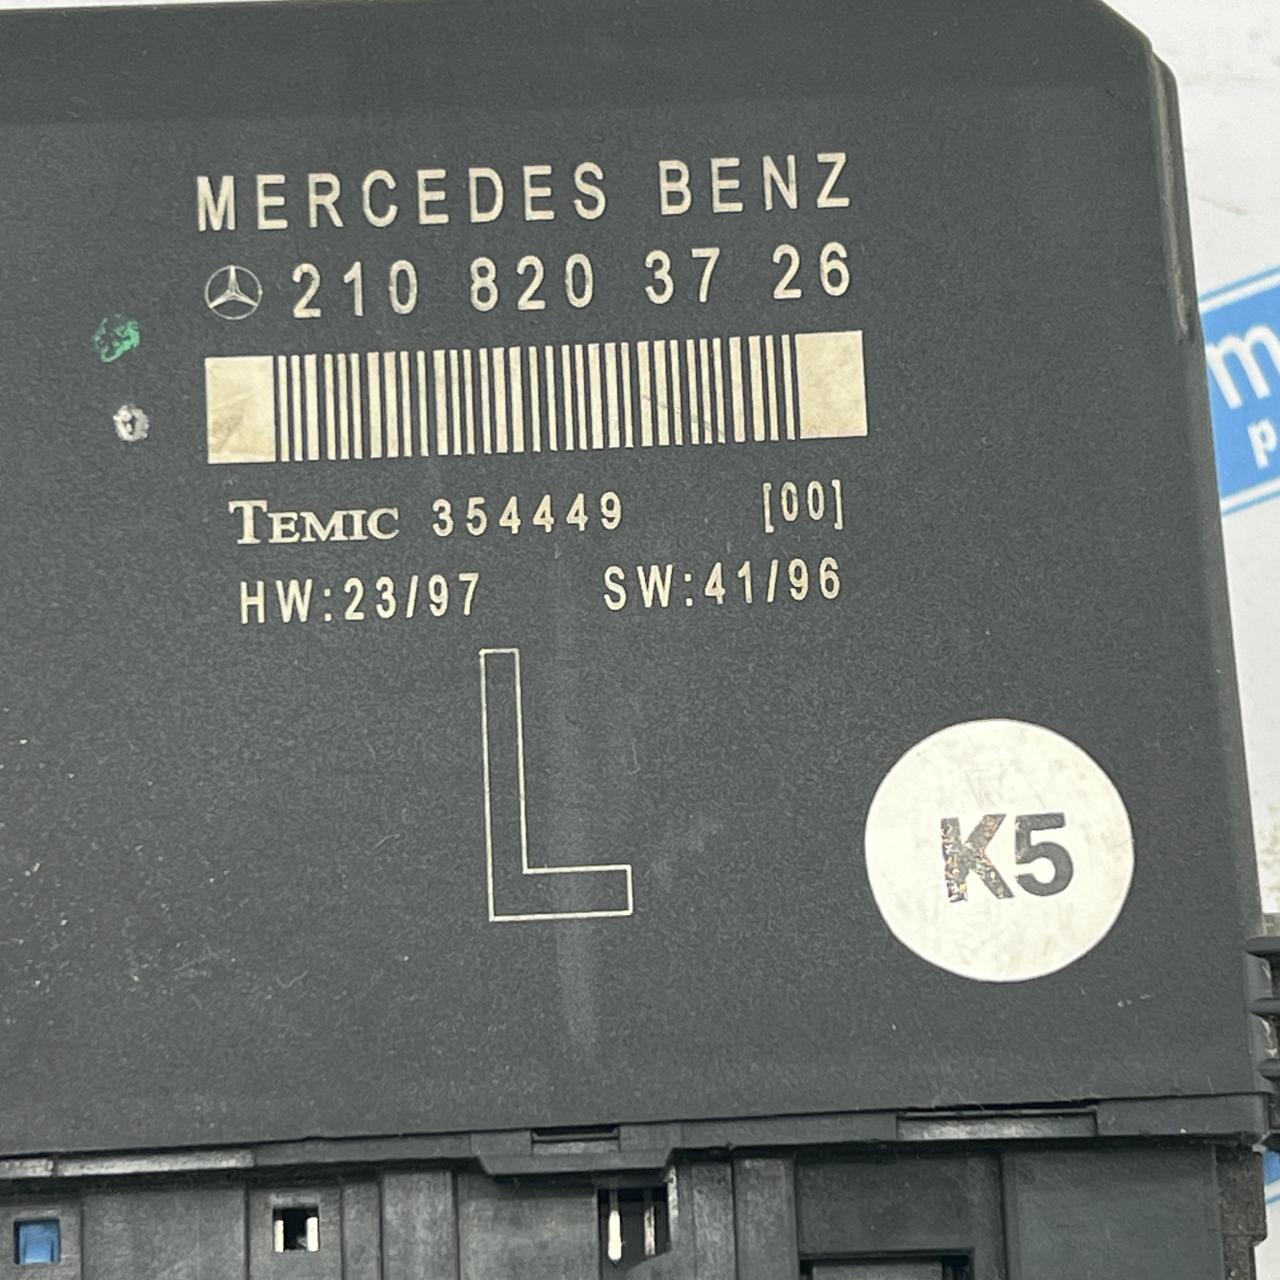 MERCEDES BENZ
210 820 37 26
TEMIC 354449 [00]
HW:23/97 SW:41/96
L
K5
m
p